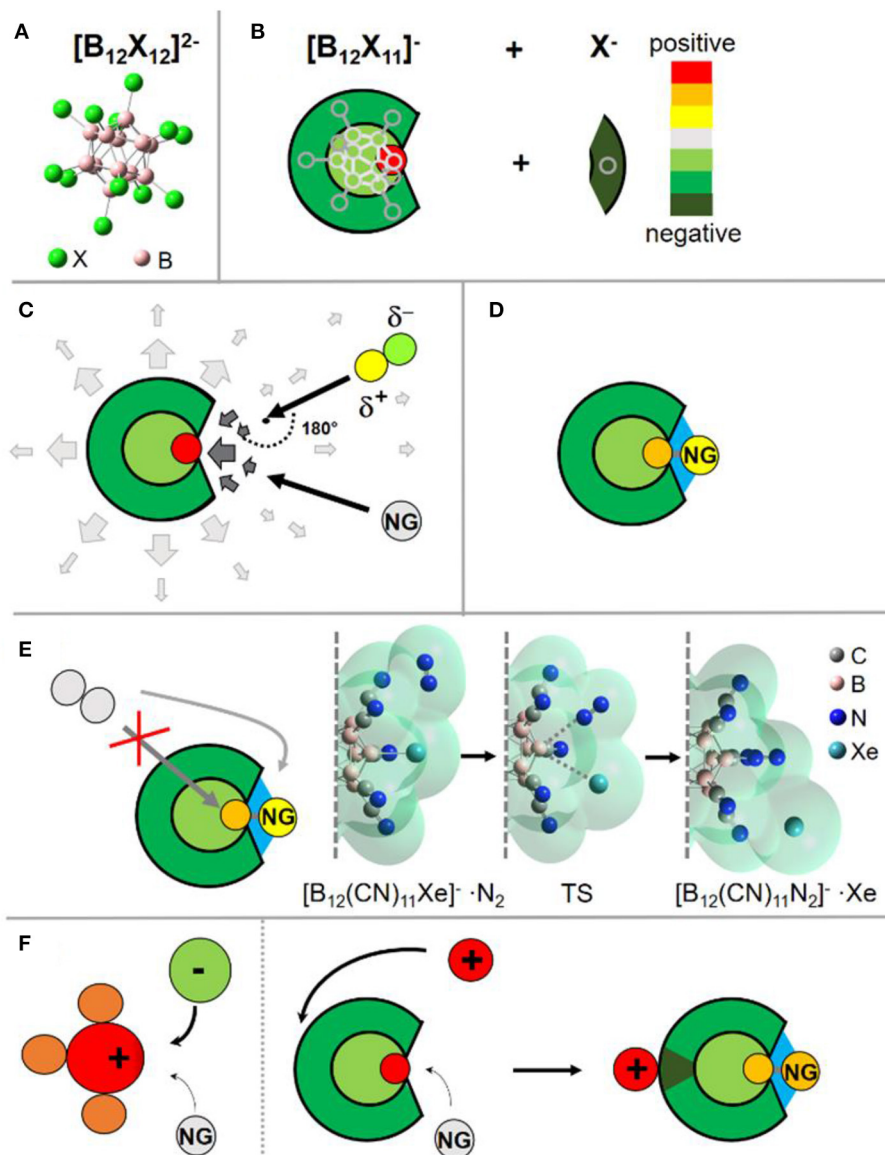 A
[B12X12]2-
X B
B
[B12X11]- + X-
+
positive
negative
C
δ−
δ+
180°
NG
D
NG
E
NG
C
B
N
Xe
[B12(CN)11Xe]- ·N2 TS [B12(CN)11N2]- ·Xe
F
-
+
NG
+
NG
+
NG